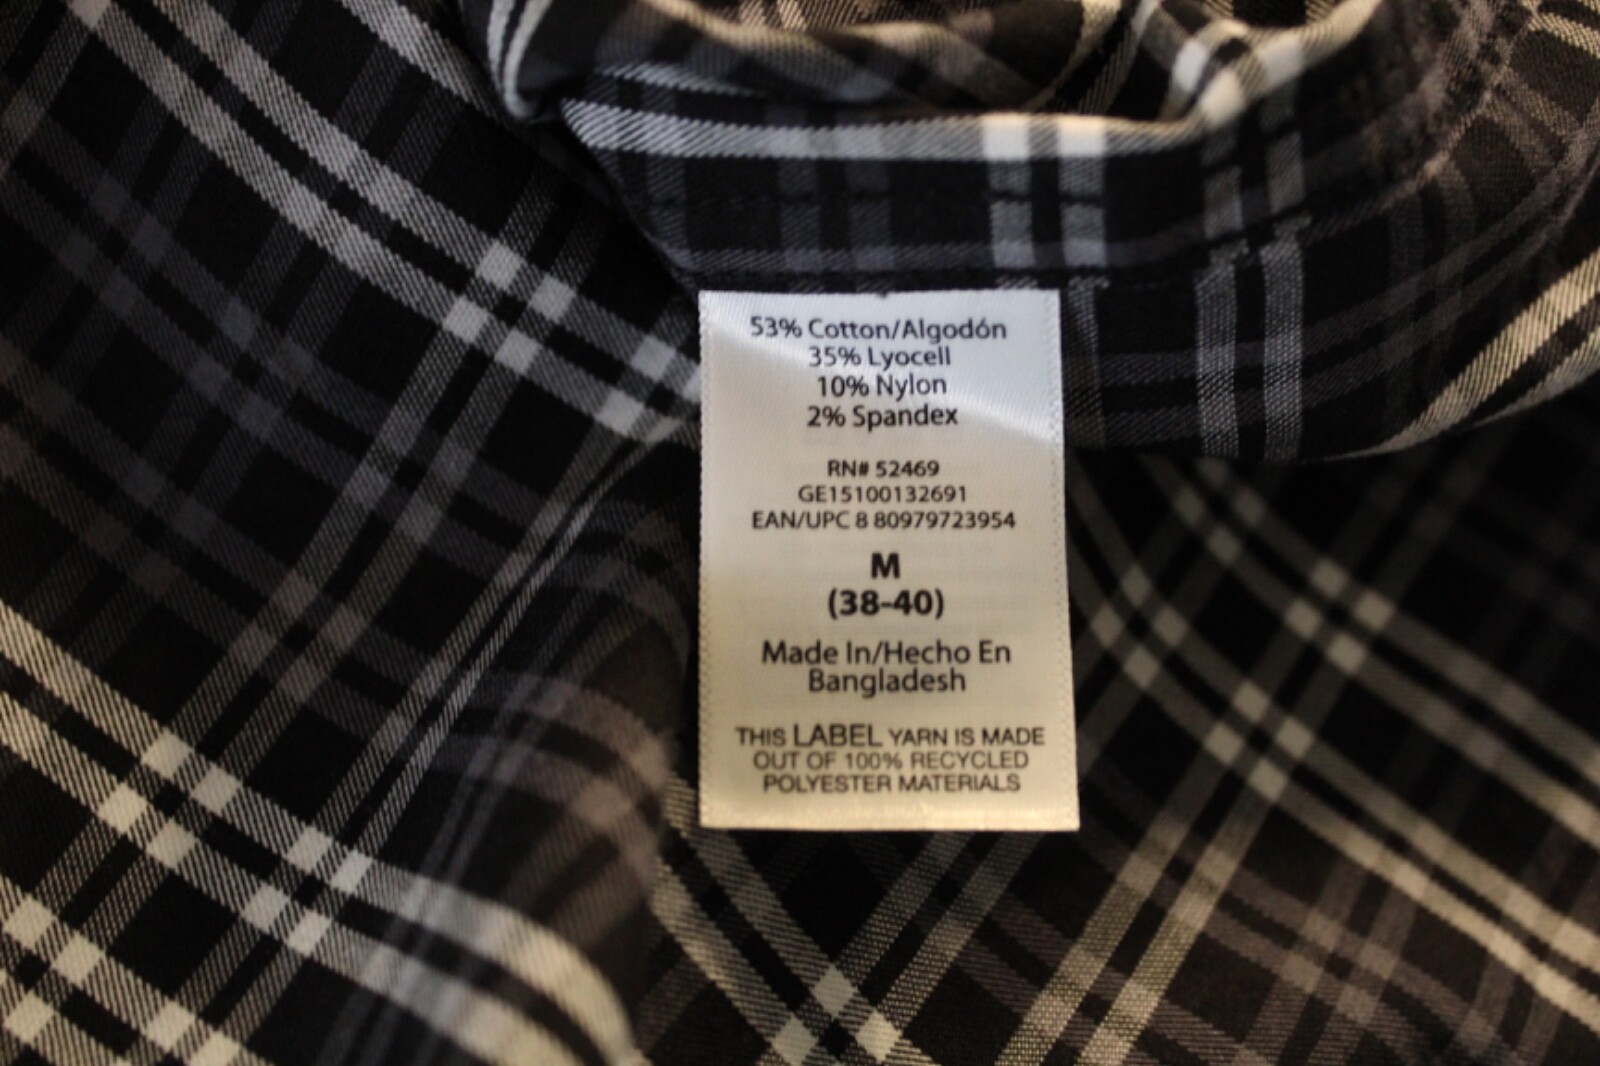 53% Cotton/Algodón
35% Lyocell
10% Nylon
2% Spandex
RN# 52469
GE15100132691
EAN/UPC 8 80979723954
M
(38-40)
Made In/Hecho En
Bangladesh
THIS LABEL YARN IS MADE
OUT OF 100% RECYCLED
POLYESTER MATERIALS